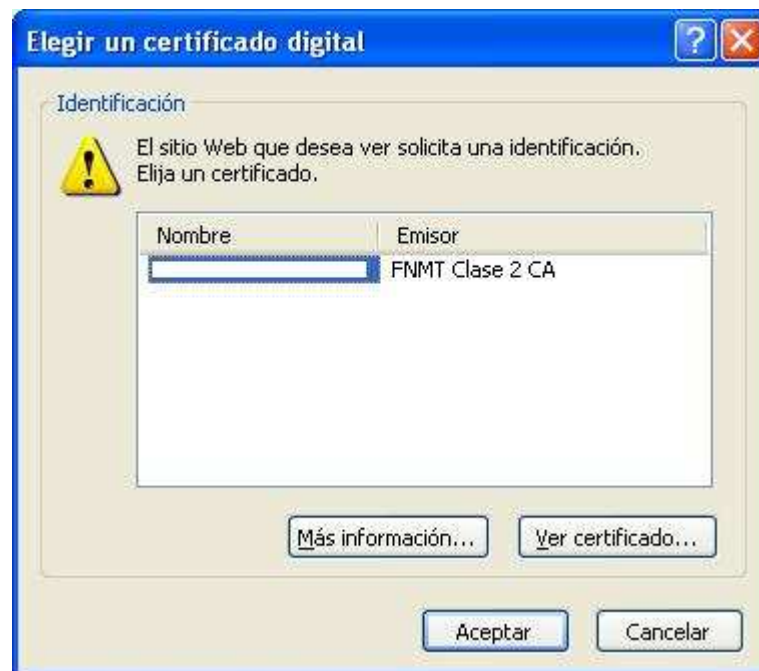 Elegir un certificado digital
Identificación
El sitio Web que desea ver solicita una identificación.
Elija un certificado.
Nombre Emisor
FNMT Clase 2 CA
Más información... Ver certificado...
Aceptar Cancelar